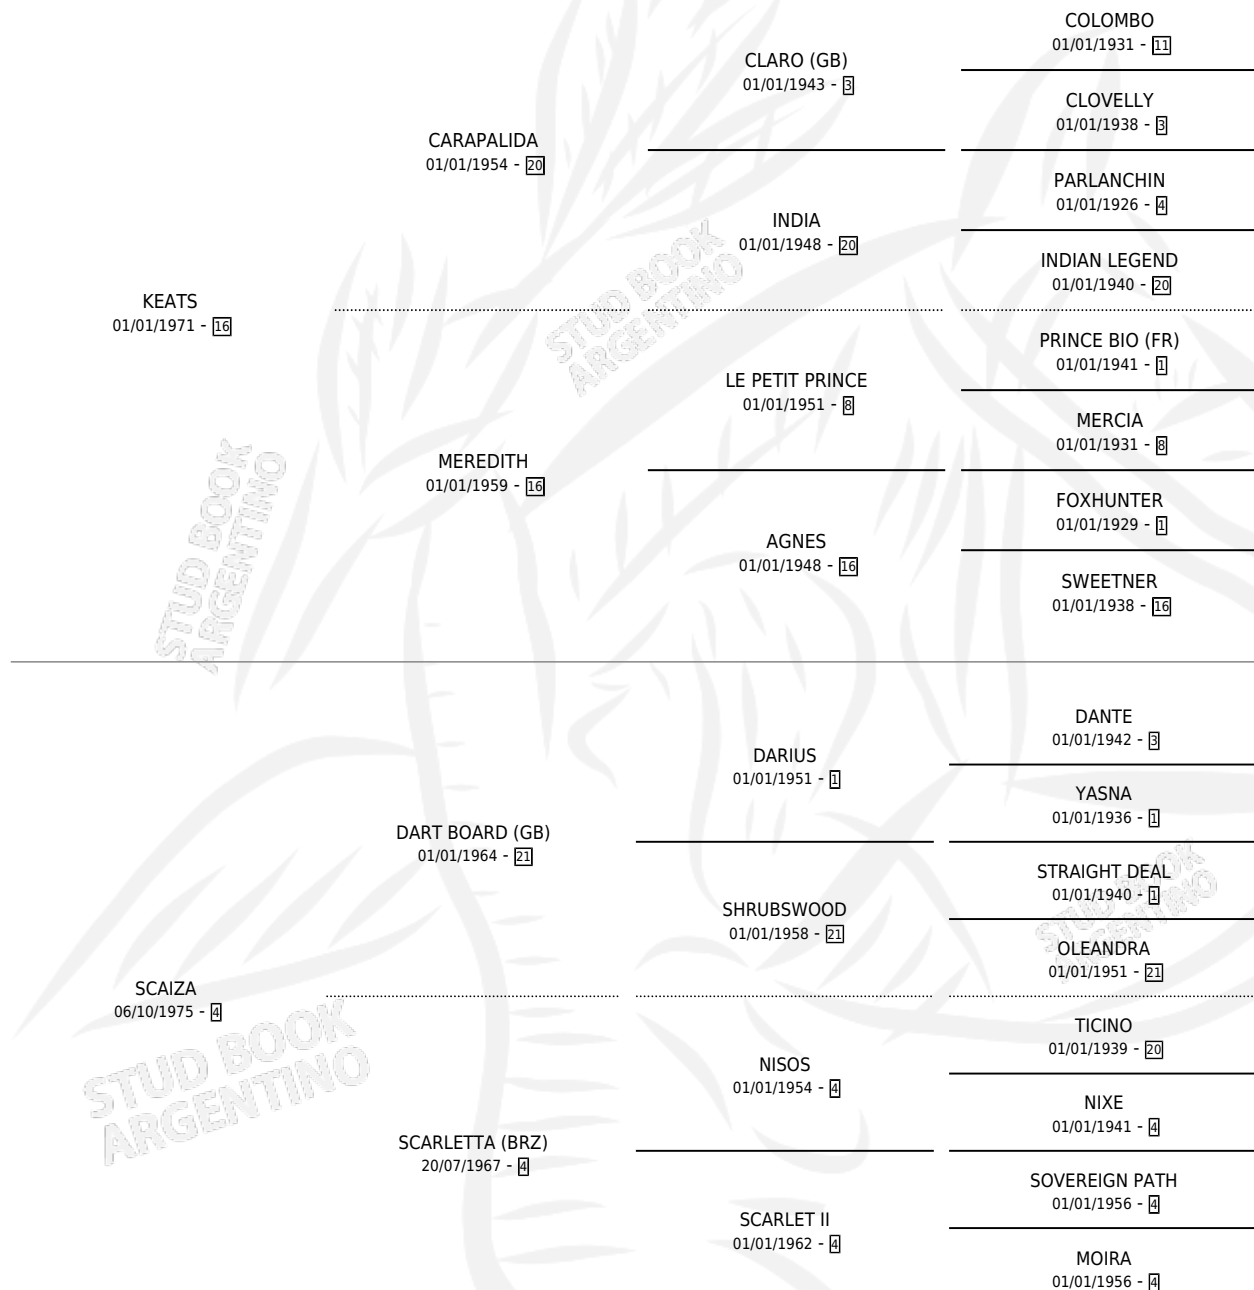 COLOMBO
01/01/1931 - 11
CLARO (GB)
01/01/1943 - 3
CLOVELLY
01/01/1938 - 3
CARAPALIDA
01/01/1954 - 20
PARLANCHIN
01/01/1926 - 4
INDIA
01/01/1948 - 20
INDIAN LEGEND
01/01/1940 - 20
KEATS
01/01/1971 - 16
PRINCE BIO (FR)
01/01/1941 - 1
LE PETIT PRINCE
01/01/1951 - 8
MERCIA
01/01/1931 - 8
MEREDITH
01/01/1959 - 16
FOXHUNTER
01/01/1929 - 1
AGNES
01/01/1948 - 16
SWEETNER
01/01/1938 - 16
DANTE
01/01/1942 - 3
DARIUS
01/01/1951 - 1
YASNA
01/01/1936 - 1
DART BOARD (GB)
01/01/1964 - 21
STRAIGHT DEAL
01/01/1940 - 1
SHRUBSWOOD
01/01/1958 - 21
OLEANDRA
01/01/1951 - 21
SCAIZA
06/10/1975 - 4
TICINO
01/01/1939 - 20
NISOS
01/01/1954 - 4
NIXE
01/01/1941 - 4
SCARLETTA (BRZ)
20/07/1967 - 4
SOVEREIGN PATH
01/01/1956 - 4
SCARLET II
01/01/1962 - 4
MOIRA
01/01/1956 - 4
STUD BOOK
ARGENTINO
STUD BOOK
ARGENTINO
STUD BOOK
ARGENTINO
STUD BOOK
ARGENTINO